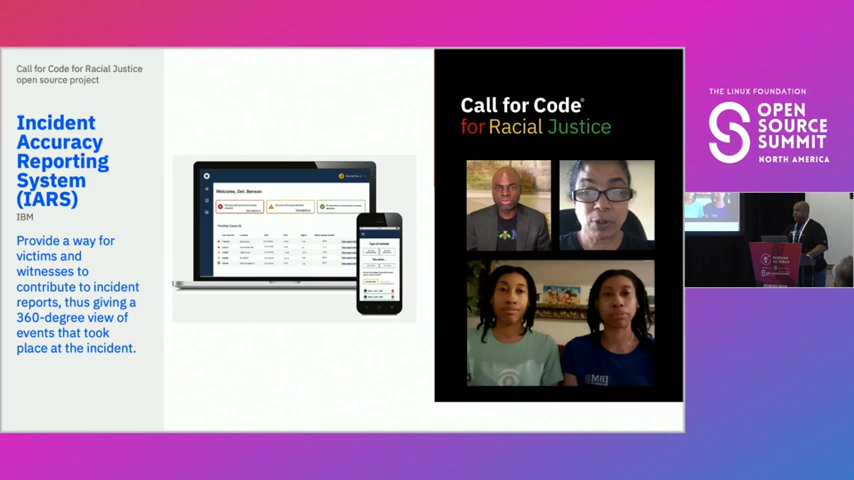 Call for Code for Racial Justice
open source project
Incident
Accuracy
Reporting
System
(IARS)
IBM
Provide a way for
victims and
witnesses to
contribute to incident
reports, thus giving a
360-degree view of
events that took
place at the incident.
Welcome, Det. Benson
Call for Code®
for Racial Justice
THE LINUX FOUNDATION
OPEN
SOURCE
SUMMIT
NORTH AMERICA